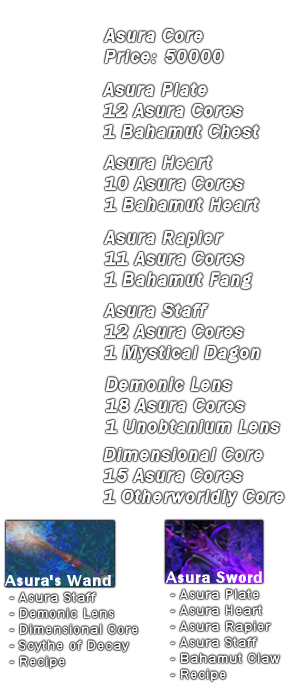 Asura Core
Price: 50000
Asura Plate
12 Asura Cores
1 Bahamut Chest
Asura Heart
10 Asura Cores
1 Bahamut Heart
Asura Rapier
11 Asura Cores
1 Bahamut Fang
Asura Staff
12 Asura Cores
1 Mystical Dagon
Demonic Lens
18 Asura Cores
1 Unobtanium Lens
Dimensional Core
15 Asura Cores
1 Otherworldly Core
Asura's Wand
- Asura Staff
- Demonic Lens
- Dimensional Core
- Scythe of Decay
- Recipe
Asura Sword
- Asura Plate
- Asura Heart
- Asura Rapier
- Asura Staff
- Bahamut Claw
- Recipe